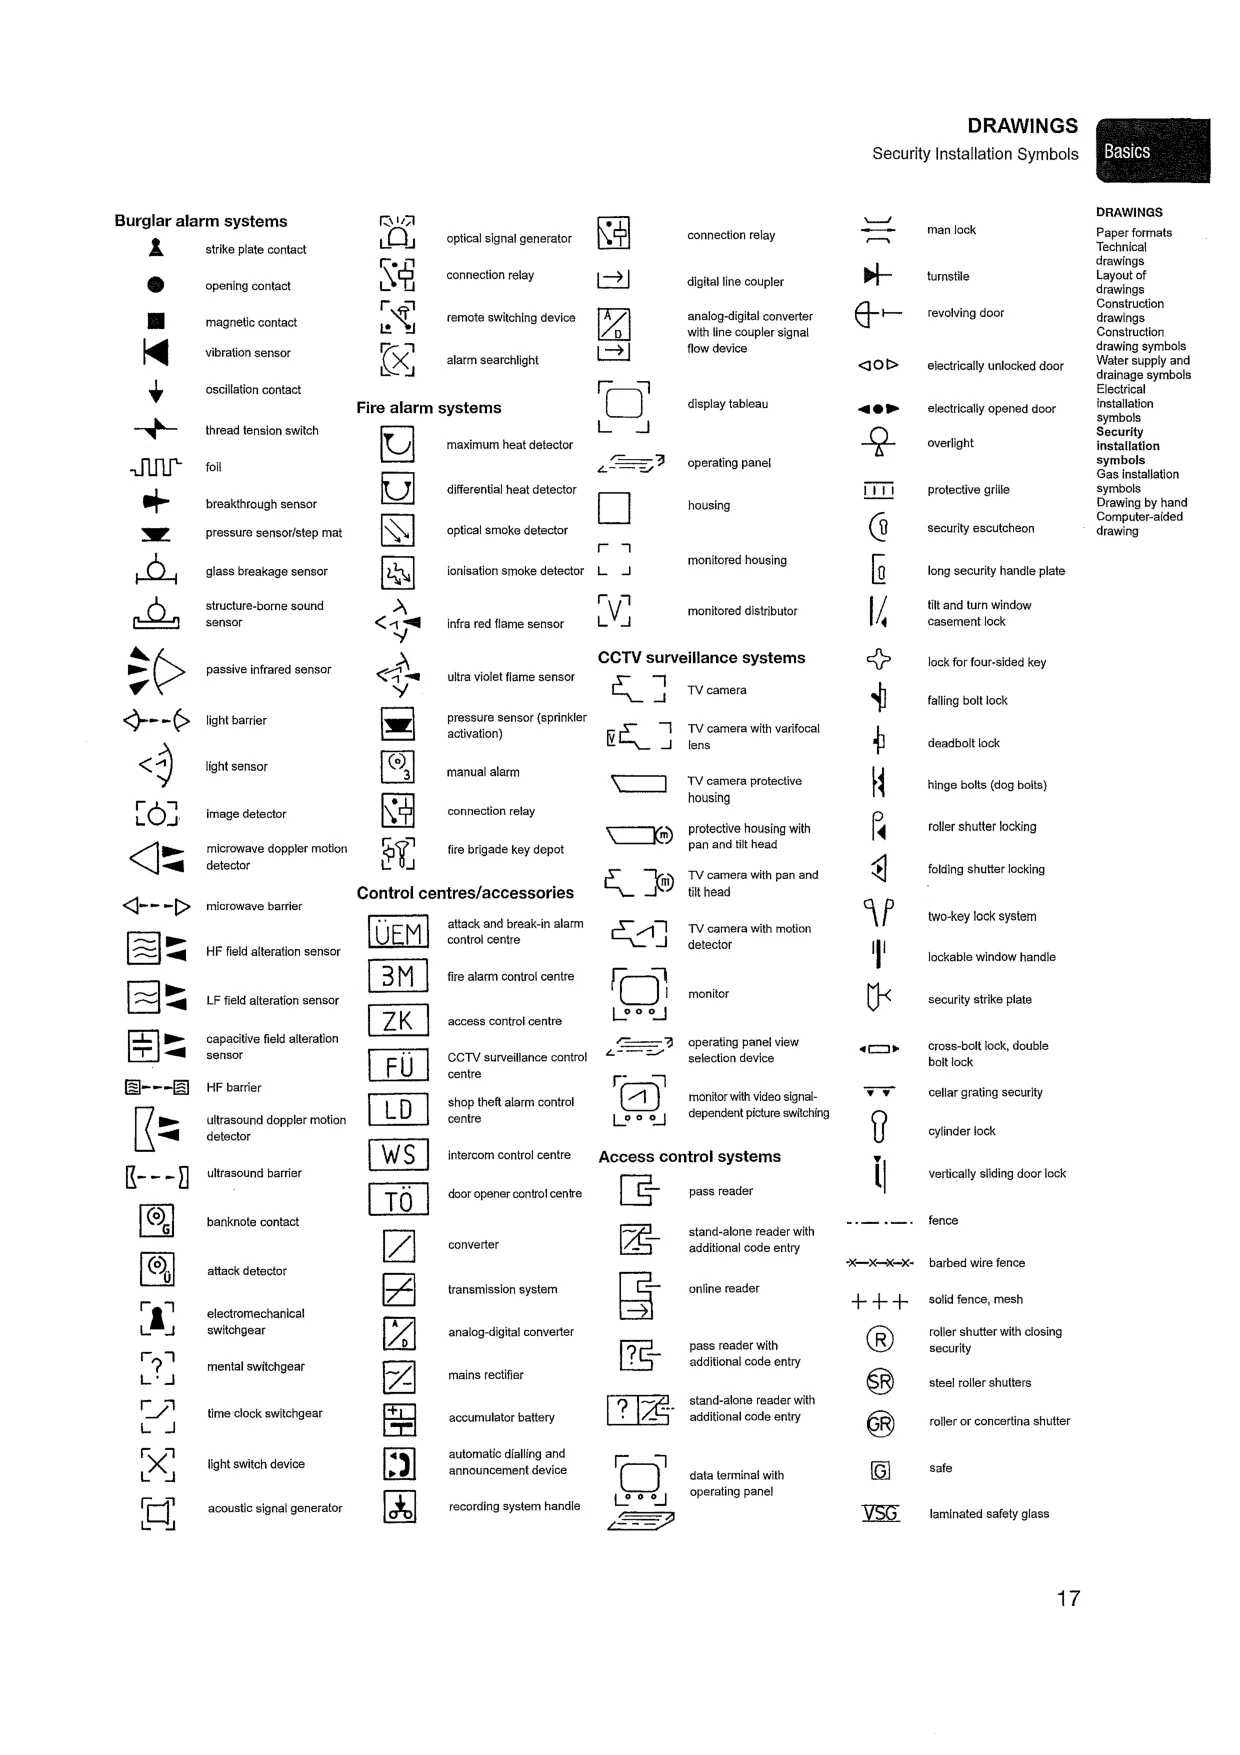 DRAWINGS
Security Installation Symbols
Basics
Burglar alarm systems
strike plate contact
opening contact
magnetic contact
vibration sensor
oscillation contact
thread tension switch
foil
breakthrough sensor
pressure sensor/step mat
glass breakage sensor
structure-borne sound
sensor
passive infrared sensor
light barrier
light sensor
image detector
microwave doppler motion
detector
microwave barrier
HF field alteration sensor
LF field alteration sensor
capacitive field alteration
sensor
HF barrier
ultrasound doppler motion
detector
ultrasound barrier
G
banknote contact
Ü
attack detector
electromechanical
switchgear
?
mental switchgear
time clock switchgear
light switch device
acoustic signal generator
optical signal generator
connection relay
remote switching device
alarm searchlight
Fire alarm systems
maximum heat detector
differential heat detector
optical smoke detector
ionisation smoke detector
infra red flame sensor
ultra violet flame sensor
pressure sensor (sprinkler
activation)
3
manual alarm
connection relay
fire brigade key depot
Control centres/accessories
ÜEM
attack and break-in alarm
control centre
BM
fire alarm control centre
ZK
access control centre
FÜ
CCTV surveillance control
centre
LD
shop theft alarm control
centre
WS
intercom control centre
TÖ
door opener control centre
converter
transmission system
A
D
analog-digital converter
mains rectifier
accumulator battery
automatic dialling and
announcement device
recording system handle
connection relay
digital line coupler
A
D
analog-digital converter
with line coupler signal
flow device
display tableau
operating panel
housing
monitored housing
V
monitored distributor
CCTV surveillance systems
TV camera
V
TV camera with varifocal
lens
TV camera protective
housing
m
protective housing with
pan and tilt head
m
TV camera with pan and
tilt head
TV camera with motion
detector
monitor
operating panel view
selection device
monitor with video signal-
dependent picture switching
Access control systems
pass reader
stand-alone reader with
additional code entry
online reader
?
pass reader with
additional code entry
?
stand-alone reader with
additional code entry
data terminal with
operating panel
man lock
turnstile
revolving door
electrically unlocked door
electrically opened door
overlight
protective grille
security escutcheon
long security handle plate
tilt and turn window
casement lock
lock for four-sided key
falling bolt lock
deadbolt lock
hinge bolts (dog bolts)
roller shutter locking
folding shutter locking
two-key lock system
lockable window handle
security strike plate
cross-bolt lock, double
bolt lock
cellar grating security
cylinder lock
vertically sliding door lock
fence
barbed wire fence
solid fence, mesh
R
roller shutter with closing
security
SR
steel roller shutters
GR
roller or concertina shutter
G
safe
VSG
laminated safety glass
DRAWINGS
Paper formats
Technical
drawings
Layout of
drawings
Construction
drawings
Construction
drawing symbols
Water supply and
drainage symbols
Electrical
installation
symbols
Security
installation
symbols
Gas installation
symbols
Drawing by hand
Computer-aided
drawing
17